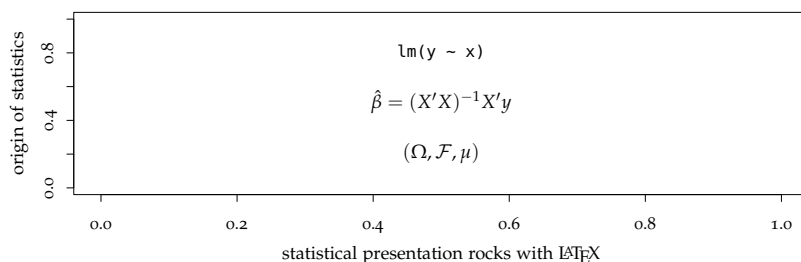 origin of statistics
0.8
0.4
0.0
lm(y ~ x)
β̂ = (X′X)⁻¹X′y
(Ω, ℱ, μ)
0.0 0.2 0.4 0.6 0.8 1.0
statistical presentation rocks with LATEX